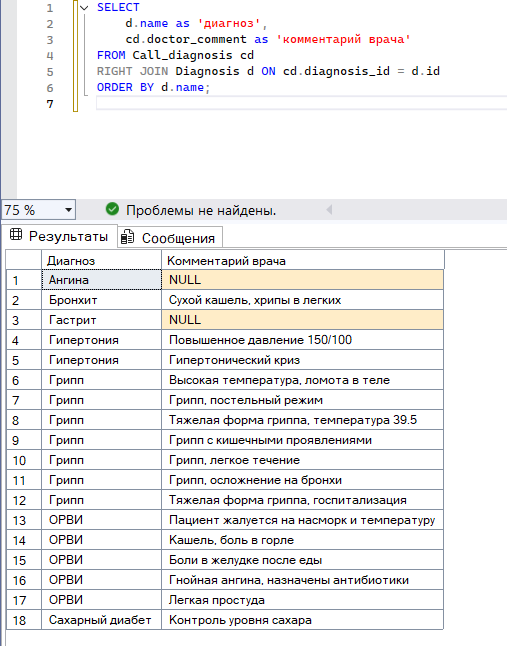 1 SELECT
2 d.name as 'диагноз',
3 cd.doctor_comment as 'комментарий врача'
4 FROM Call_diagnosis cd
5 RIGHT JOIN Diagnosis d ON cd.diagnosis_id = d.id
6 ORDER BY d.name;
7
75 % Проблемы не найдены.
Результаты Сообщения
Диагноз Комментарий врача
1 Ангина NULL
2 Бронхит Сухой кашель, хрипы в легких
3 Гастрит NULL
4 Гипертония Повышенное давление 150/100
5 Гипертония Гипертонический криз
6 Грипп Высокая температура, ломота в теле
7 Грипп Грипп, постельный режим
8 Грипп Тяжелая форма гриппа, температура 39.5
9 Грипп Грипп с кишечными проявлениями
10 Грипп Грипп, легкое течение
11 Грипп Грипп, осложнение на бронхи
12 Грипп Тяжелая форма гриппа, госпитализация
13 ОРВИ Пациент жалуется на насморк и температуру
14 ОРВИ Кашель, боль в горле
15 ОРВИ Боли в желудке после еды
16 ОРВИ Гнойная ангина, назначены антибиотики
17 ОРВИ Легкая простуда
18 Сахарный диабет Контроль уровня сахара